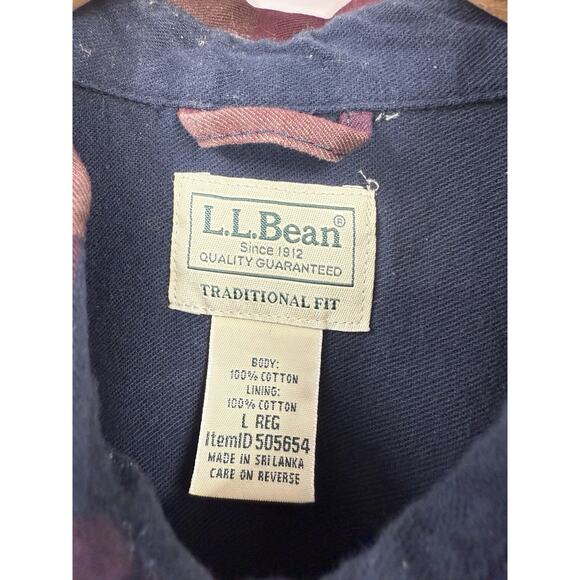 L.L.Bean®
Since 1912
QUALITY GUARANTEED
TRADITIONAL FIT
BODY:
100% COTTON
LINING:
100% COTTON
L REG
ItemID 505654
MADE IN SRI LANKA
CARE ON REVERSE